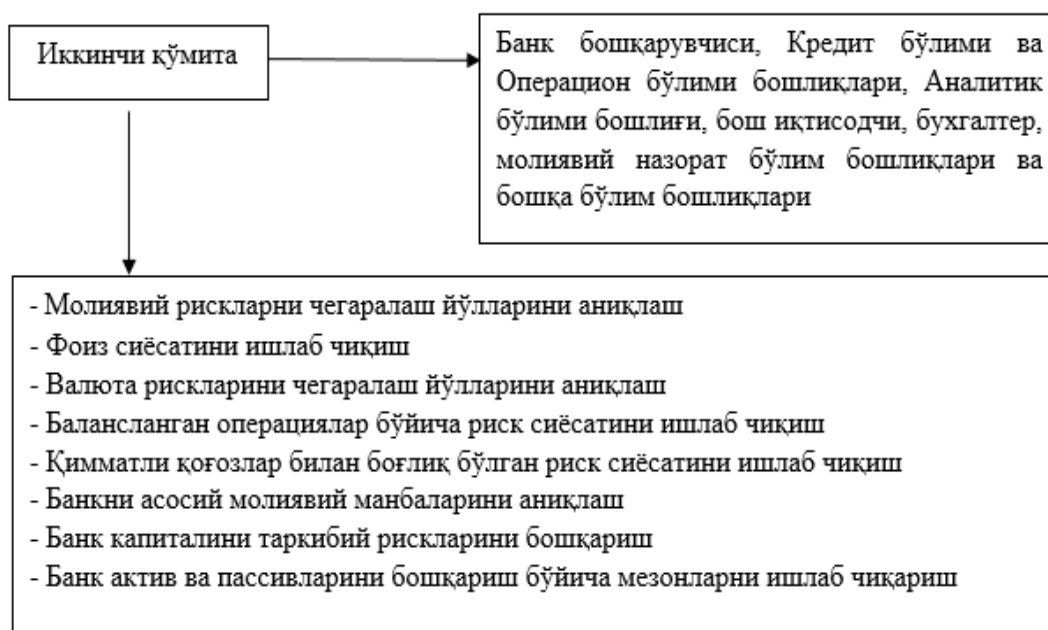 Иккинчи қўмита
Банк бошқарувчиси, Кредит бўлими ва
Операцион бўлими бошлиқлари, Аналитик
бўлими бошлиғи, бош иқтисодчи, бухгалтер,
молиявий назорат бўлим бошлиқлари ва
бошқа бўлим бошлиқлари
- Молиявий рискларни чегаралаш йўлларини аниқлаш
- Фоиз сиёсатини ишлаб чиқиш
- Валюта рискларини чегаралаш йўлларини аниқлаш
- Балансланган операциялар бўйича риск сиёсатини ишлаб чиқиш
- Қимматли қоғозлар билан боғлиқ бўлган риск сиёсатини ишлаб чиқиш
- Банкни асосий молиявий манбаларини аниқлаш
- Банк капиталини таркибий рискларини бошқариш
- Банк актив ва пассивларини бошқариш бўйича мезонларни ишлаб чиқариш